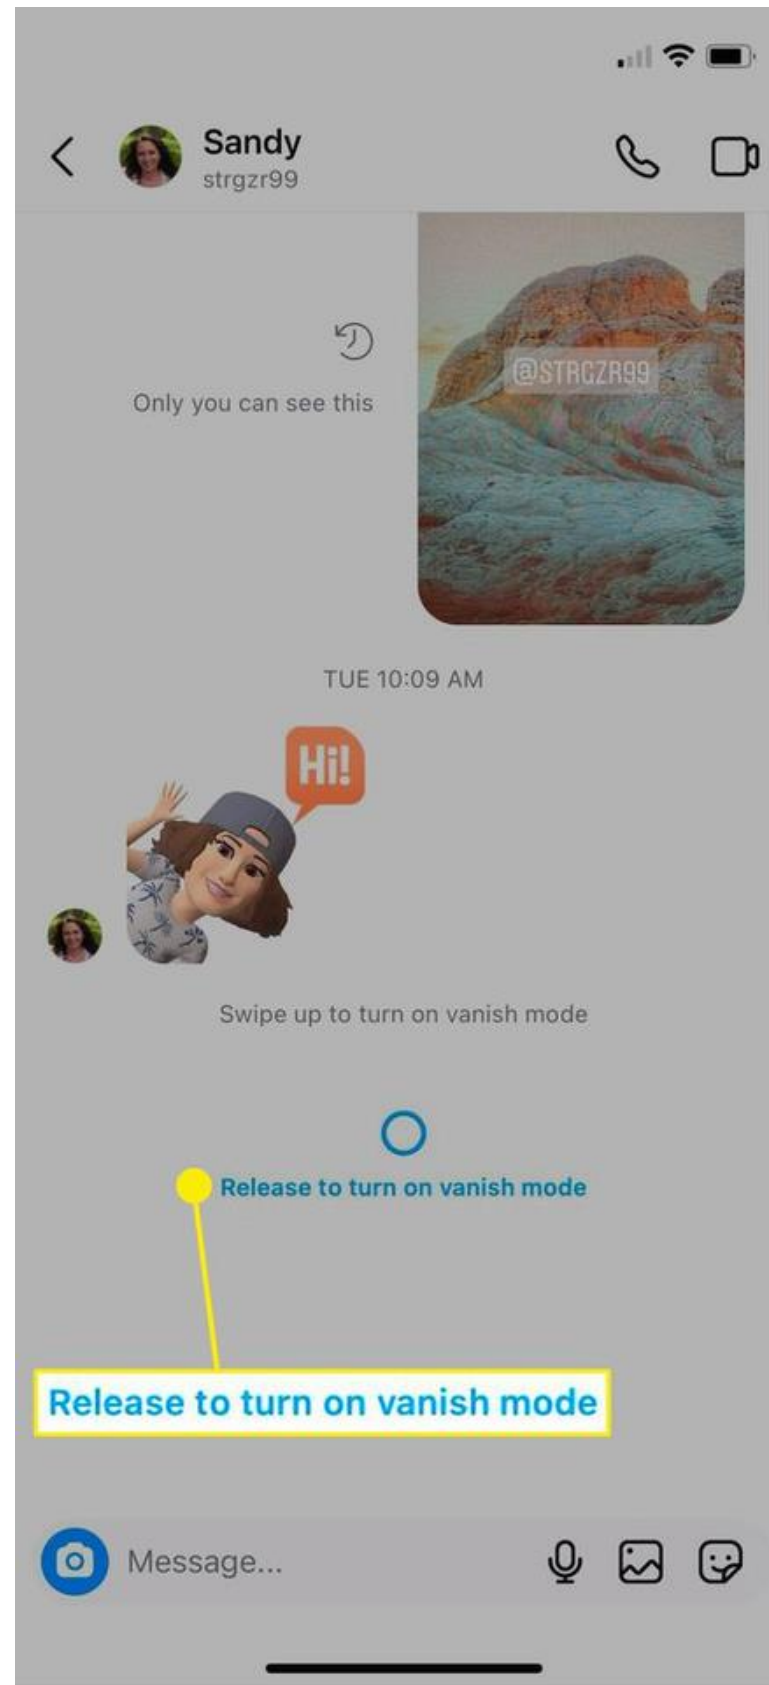 Sandy
strgzr99
@STRGZR99
Only you can see this
TUE 10:09 AM
Hi!
Swipe up to turn on vanish mode
Release to turn on vanish mode
Release to turn on vanish mode
Message...